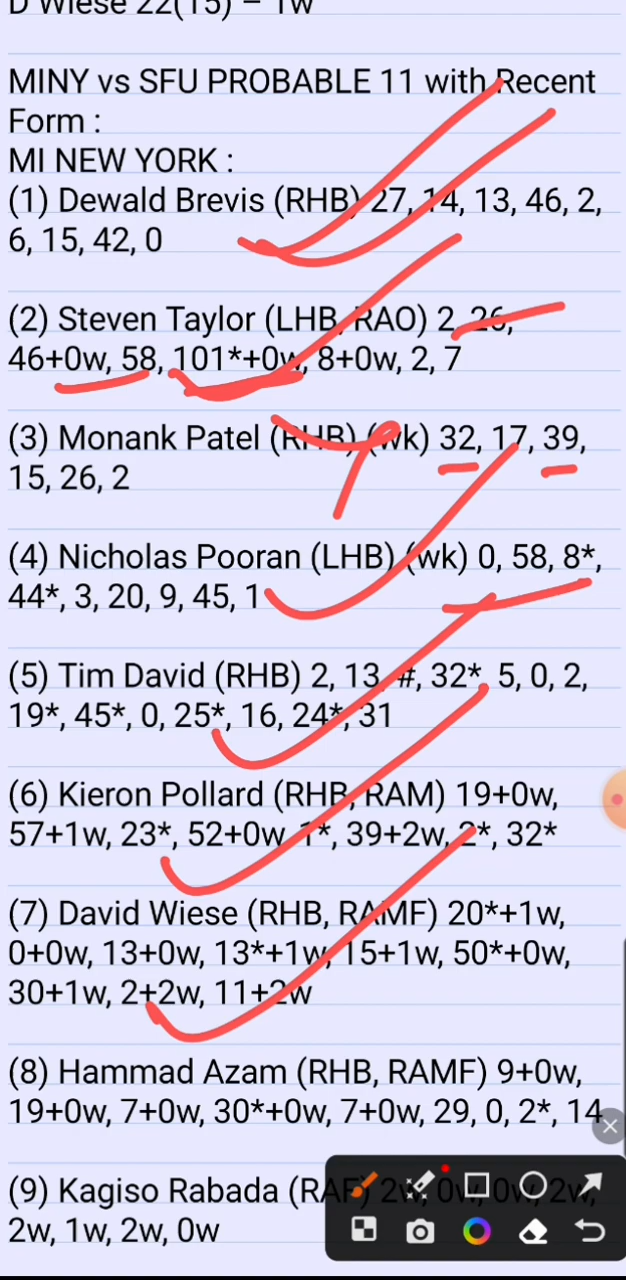 D Wiese 22(15) – 1w
MINY vs SFU PROBABLE 11 with Recent
Form :
MI NEW YORK :
(1) Dewald Brevis (RHB) 27, 14, 13, 46, 2,
6, 15, 42, 0
(2) Steven Taylor (LHB, RAO) 2, 26,
46+0w, 58, 101*+0w, 8+0w, 2, 7
(3) Monank Patel (RHB) (wk) 32, 17, 39,
15, 26, 2
(4) Nicholas Pooran (LHB) (wk) 0, 58, 8*,
44*, 3, 20, 9, 45, 1
(5) Tim David (RHB) 2, 13, #, 32*, 5, 0, 2,
19*, 45*, 0, 25*, 16, 24*, 31
(6) Kieron Pollard (RHB, RAM) 19+0w,
57+1w, 23*, 52+0w, 1*, 39+2w, 2*, 32*
(7) David Wiese (RHB, RAMF) 20*+1w,
0+0w, 13+0w, 13*+1w, 15+1w, 50*+0w,
30+1w, 2+2w, 11+2w
(8) Hammad Azam (RHB, RAMF) 9+0w,
19+0w, 7+0w, 30*+0w, 7+0w, 29, 0, 2*, 14
(9) Kagiso Rabada (RAF) 2w, 0w, 0w, 2w,
2w, 1w, 2w, 0w